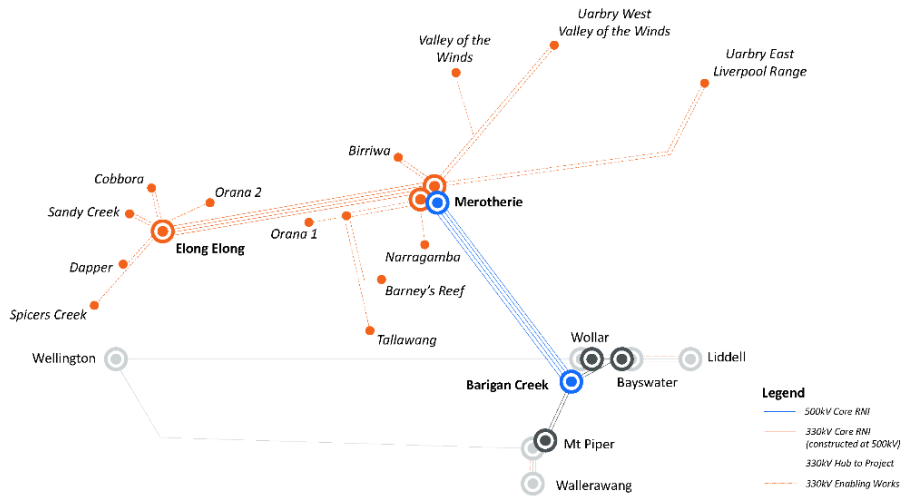 Uarbry West
Valley of the Winds
Valley of the
Winds
Uarbry East
Liverpool Range
Birriwa
Cobbora
Orana 2
Sandy Creek
Merotherie
Orana 1
Elong Elong
Narragamba
Dapper
Barney's Reef
Spicers Creek
Tallawang
Wollar
Wellington
Liddell
Barigan Creek
Bayswater
Legend
500kV Core RNI
330kV Core RNI
(constructed at 500kV)
Mt Piper
330kV Hub to Project
330kV Enabling Works
Wallerawang